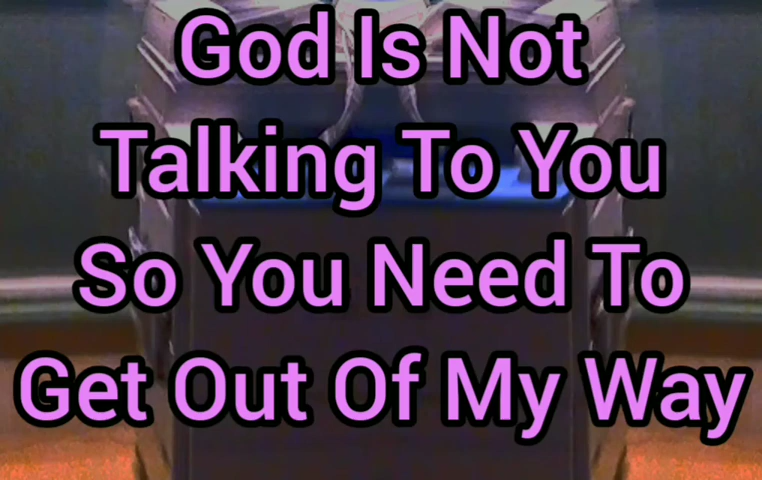 God Is Not
Talking To You
So You Need To
Get Out Of My Way